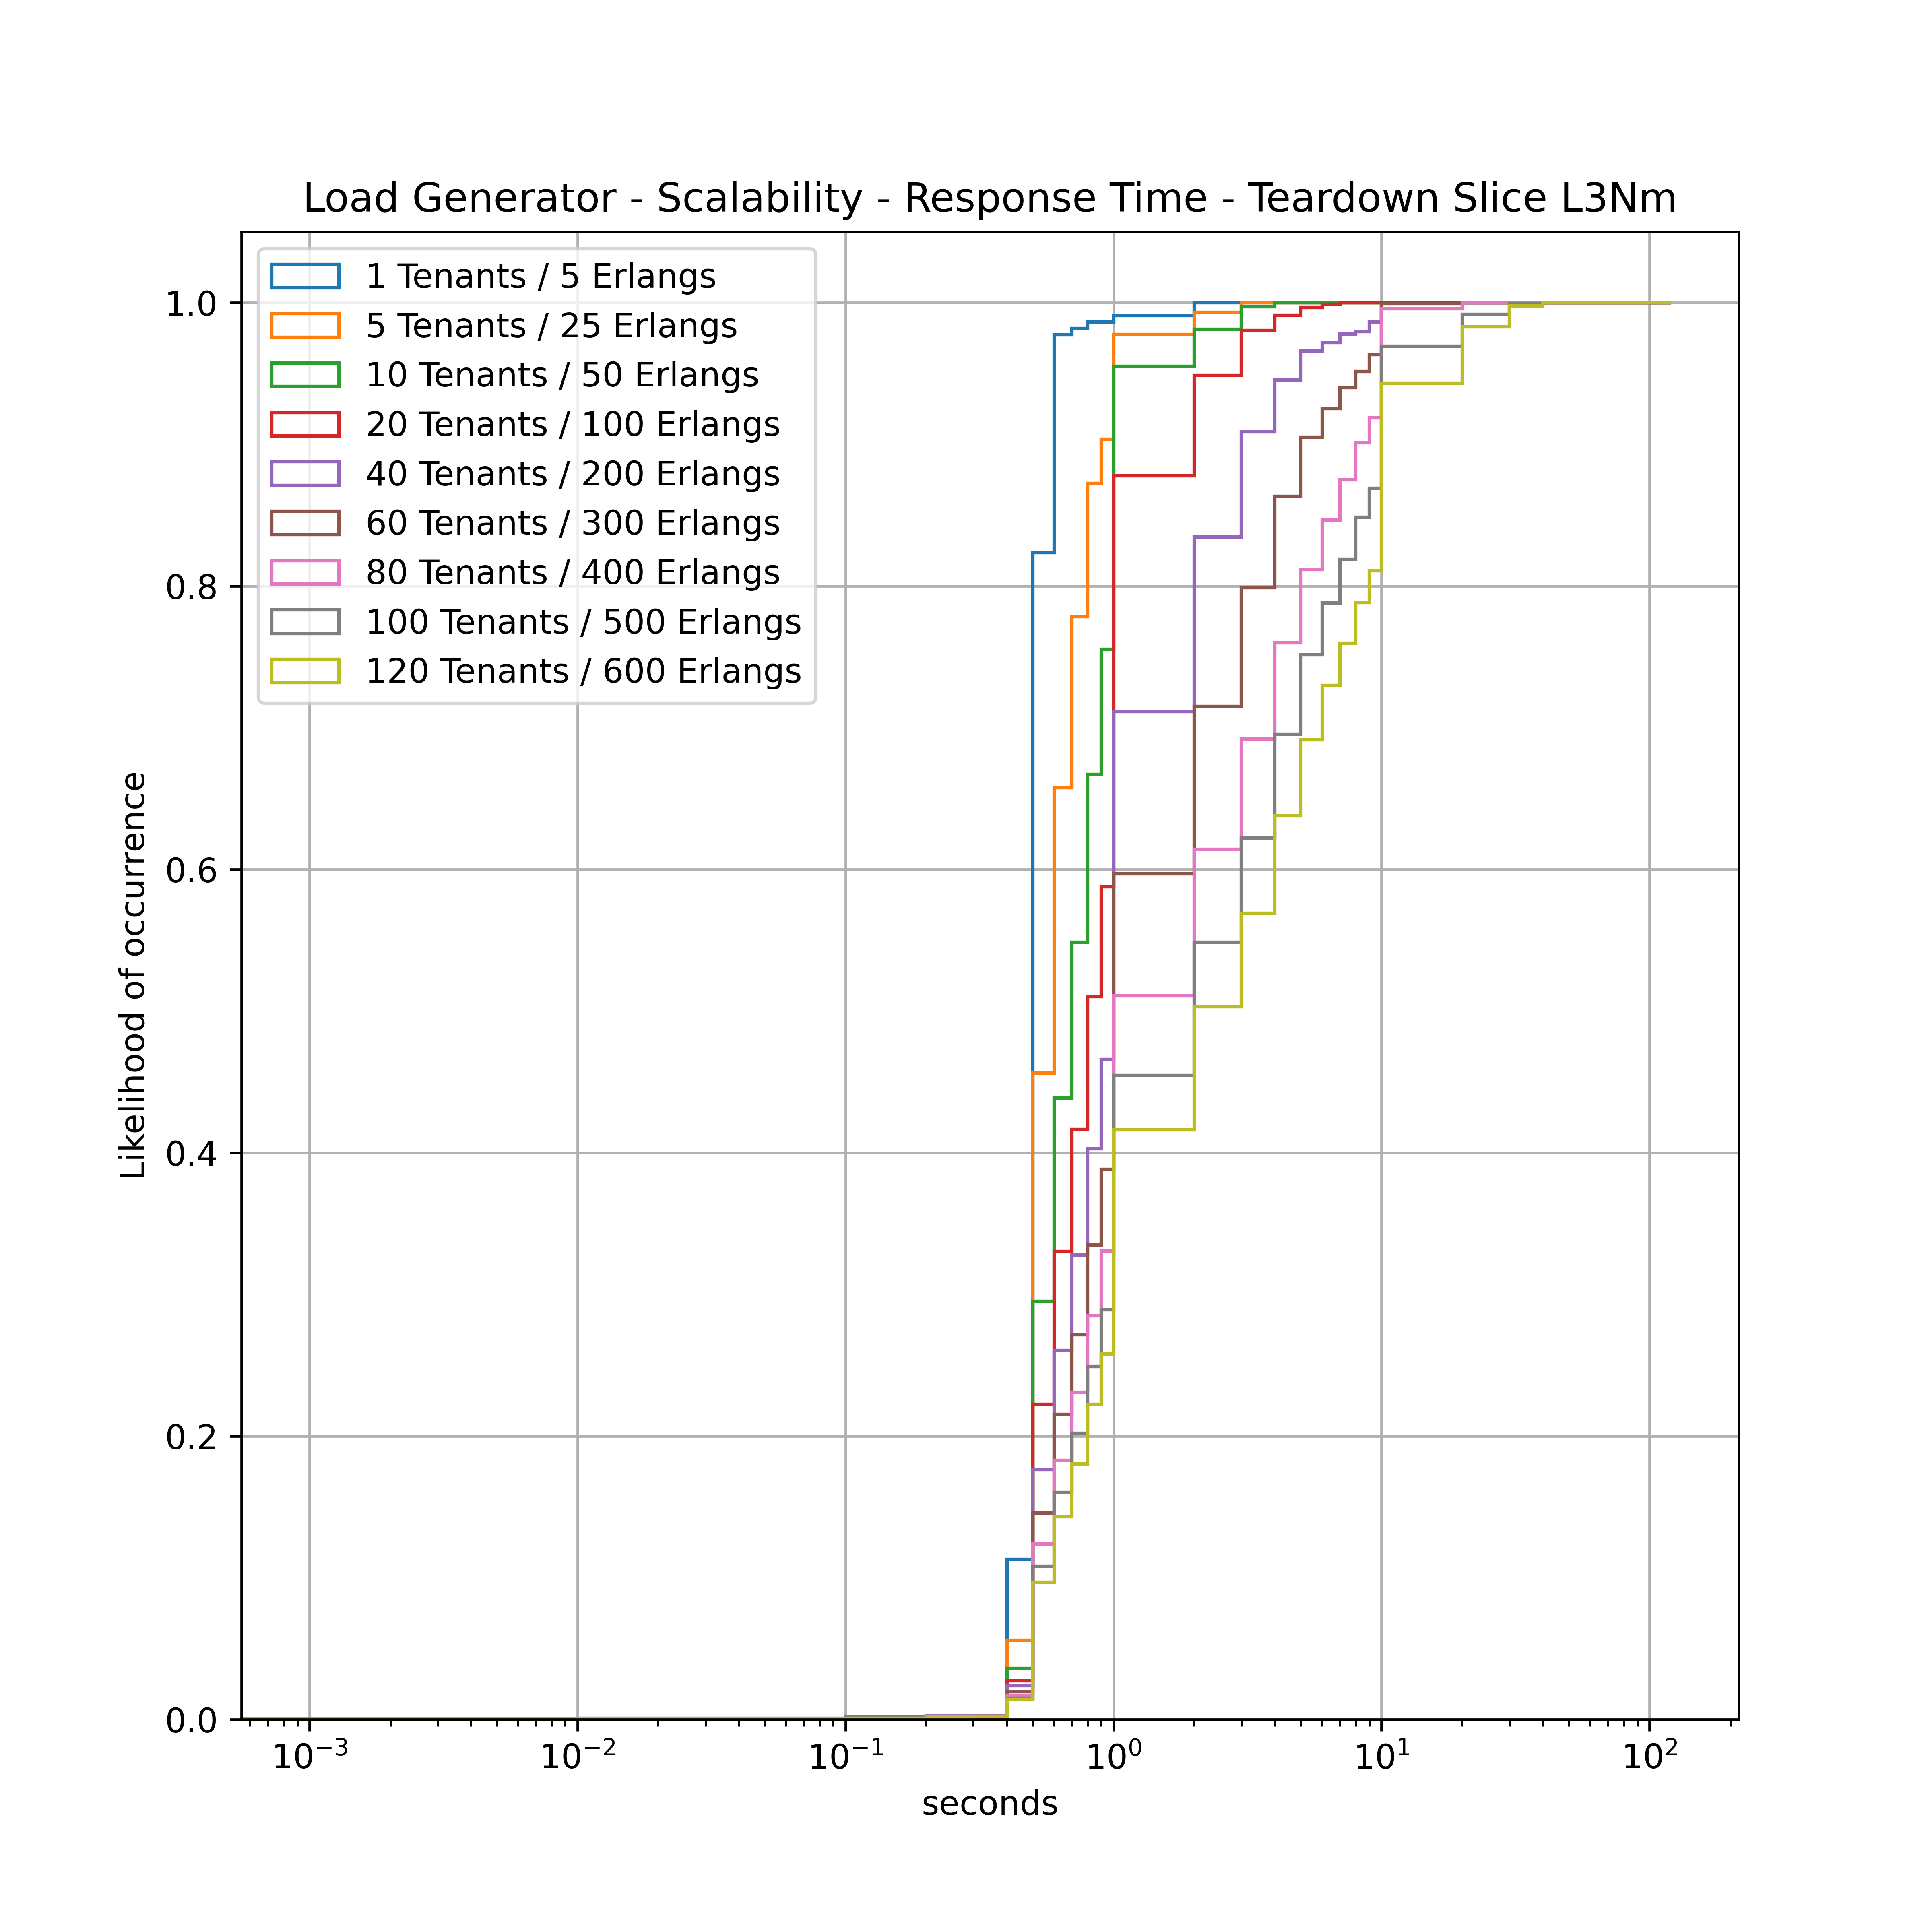 Load Generator - Scalability - Response Time - Teardown Slice L3Nm
1 Tenants / 5 Erlangs
5 Tenants / 25 Erlangs
10 Tenants / 50 Erlangs
20 Tenants / 100 Erlangs
40 Tenants / 200 Erlangs
60 Tenants / 300 Erlangs
80 Tenants / 400 Erlangs
100 Tenants / 500 Erlangs
120 Tenants / 600 Erlangs
Likelihood of occurrence
1.0
0.8
0.6
0.4
0.2
0.0
10⁻³ 10⁻² 10⁻¹ 10⁰ 10¹ 10²
seconds